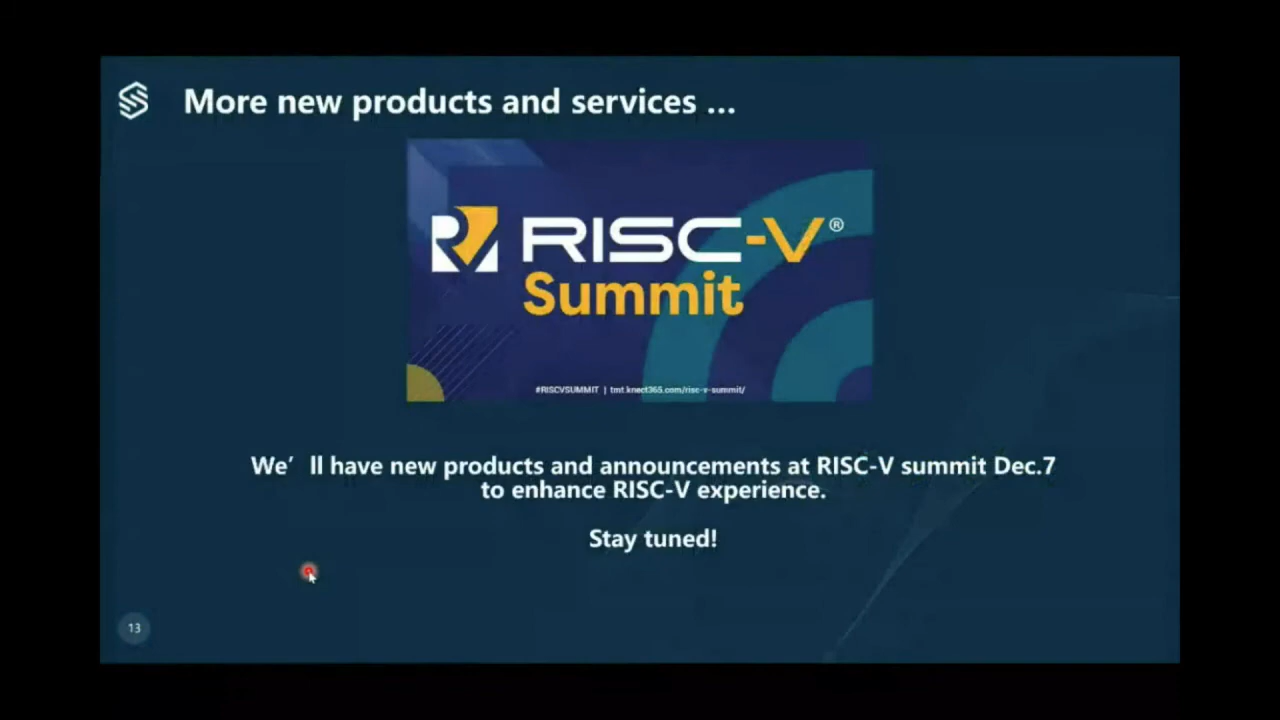 More new products and services ...
RISC-V®
Summit
#RISCVSUMMIT | tmt.knect365.com/risc-v-summit/
We’ ll have new products and announcements at RISC-V summit Dec.7
to enhance RISC-V experience.
Stay tuned!
13